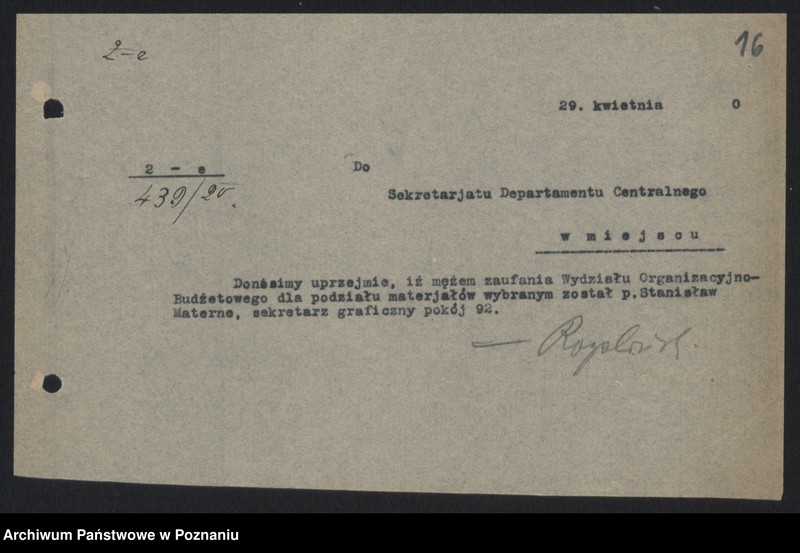 2-e
16
29. kwietnia 0
2 - e
439/20.
Do
Sekretarjatu Departamentu Centralnego
w miejscu
Donosimy uprzejmie, iż mężem zaufania Wydziału Organizacyjno-
Budżetowego dla podziału materjałów wybranym został p.Stanisław
Materne, sekretarz graficzny pokój 92.
Archiwum Państwowe w Poznaniu